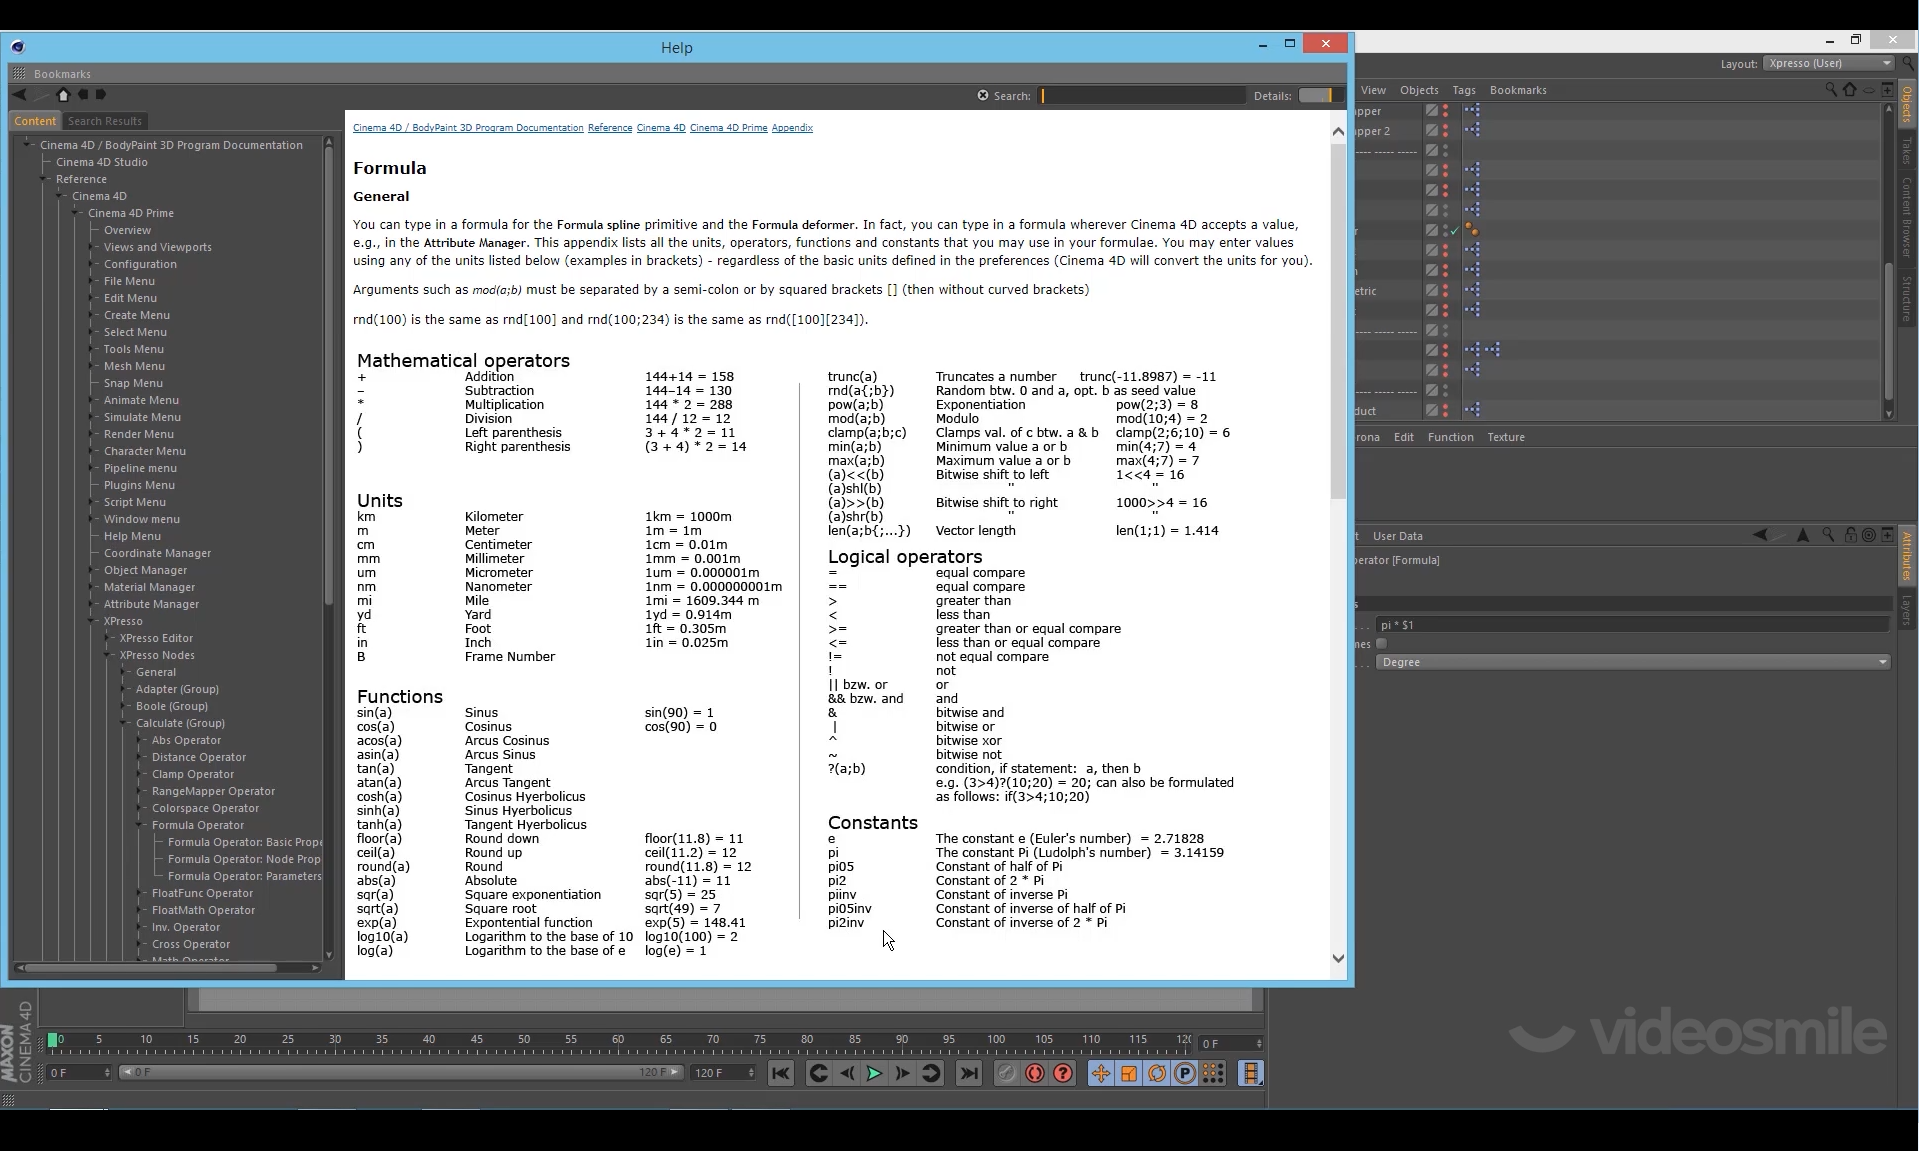 Help
Bookmarks
Search:
Details:
Content
Search Results
Cinema 4D / BodyPaint 3D Program Documentation
Cinema 4D Studio
Reference
Cinema 4D
Cinema 4D Prime
Overview
Views and Viewports
Configuration
File Menu
Edit Menu
Create Menu
Select Menu
Tools Menu
Mesh Menu
Snap Menu
Animate Menu
Simulate Menu
Render Menu
Character Menu
Pipeline menu
Plugins Menu
Script Menu
Window menu
Help Menu
Coordinate Manager
Object Manager
Material Manager
Attribute Manager
XPresso
XPresso Editor
XPresso Nodes
General
Adapter (Group)
Boole (Group)
Calculate (Group)
Abs Operator
Distance Operator
Clamp Operator
RangeMapper Operator
Colorspace Operator
Formula Operator
Formula Operator: Basic Prope
Formula Operator: Node Prop
Formula Operator: Parameters
FloatFunc Operator
FloatMath Operator
Inv. Operator
Cross Operator
Math Operator
Cinema 4D / BodyPaint 3D Program Documentation Reference Cinema 4D Cinema 4D Prime Appendix
Formula
General
You can type in a formula for the Formula spline primitive and the Formula deformer. In fact, you can type in a formula wherever Cinema 4D accepts a value,
e.g., in the Attribute Manager. This appendix lists all the units, operators, functions and constants that you may use in your formulae. You may enter values
using any of the units listed below (examples in brackets) - regardless of the basic units defined in the preferences (Cinema 4D will convert the units for you).
Arguments such as mod(a;b) must be separated by a semi-colon or by squared brackets [] (then without curved brackets)
rnd(100) is the same as rnd[100] and rnd(100;234) is the same as rnd([100][234]).
Mathematical operators
+ Addition 144+14 = 158
– Subtraction 144–14 = 130
* Multiplication 144 * 2 = 288
/ Division 144 / 12 = 12
( Left parenthesis 3 + 4 * 2 = 11
) Right parenthesis (3 + 4) * 2 = 14
Units
km Kilometer 1km = 1000m
m Meter 1m = 1m
cm Centimeter 1cm = 0.01m
mm Millimeter 1mm = 0.001m
um Micrometer 1um = 0.000001m
nm Nanometer 1nm = 0.000000001m
mi Mile 1mi = 1609.344 m
yd Yard 1yd = 0.914m
ft Foot 1ft = 0.305m
in Inch 1in = 0.025m
B Frame Number
Functions
sin(a) Sinus sin(90) = 1
cos(a) Cosinus cos(90) = 0
acos(a) Arcus Cosinus
asin(a) Arcus Sinus
tan(a) Tangent
atan(a) Arcus Tangent
cosh(a) Cosinus Hyerbolicus
sinh(a) Sinus Hyerbolicus
tanh(a) Tangent Hyerbolicus
floor(a) Round down floor(11.8) = 11
ceil(a) Round up ceil(11.2) = 12
round(a) Round round(11.8) = 12
abs(a) Absolute abs(-11) = 11
sqr(a) Square exponentiation sqr(5) = 25
sqrt(a) Square root sqrt(49) = 7
exp(a) Expontential function exp(5) = 148.41
log10(a) Logarithm to the base of 10 log10(100) = 2
log(a) Logarithm to the base of e log(e) = 1
trunc(a) Truncates a number trunc(-11.8987) = -11
rnd(a{;b}) Random btw. 0 and a, opt. b as seed value
pow(a;b) Exponentiation pow(2;3) = 8
mod(a;b) Modulo mod(10;4) = 2
clamp(a;b;c) Clamps val. of c btw. a & b clamp(2;6;10) = 6
min(a;b) Minimum value a or b min(4;7) = 4
max(a;b) Maximum value a or b max(4;7) = 7
(a)<<(b) Bitwise shift to left 1<<4 = 16
(a)shl(b) " "
(a)>>(b) Bitwise shift to right 1000>>4 = 16
(a)shr(b) " "
len(a;b{;...}) Vector length len(1;1) = 1.414
Logical operators
= equal compare
== equal compare
> greater than
< less than
>= greater than or equal compare
<= less than or equal compare
!= not equal compare
! not
|| bzw. or or
&& bzw. and and
& bitwise and
| bitwise or
^ bitwise xor
~ bitwise not
?(a;b) condition, if statement: a, then b
e.g. (3>4)?(10;20) = 20; can also be formulated
as follows: if(3>4;10;20)
Constants
e The constant e (Euler's number) = 2.71828
pi The constant Pi (Ludolph's number) = 3.14159
pi05 Constant of half of Pi
pi2 Constant of 2 * Pi
piinv Constant of inverse Pi
pi05inv Constant of inverse of half of Pi
pi2inv Constant of inverse of 2 * Pi
Layout: Xpresso (User)
View Objects Tags Bookmarks
pper
pper 2
etric
duct
rona Edit Function Texture
User Data
erator [Formula]
pi * $1
nes
Degree
Objects
Takes
Content Browser
Structure
Attributes
Layers
0 5 10 15 20 25 30 35 40 45 50 55 60 65 70 75 80 85 90 95 100 105 110 115 120
0 F
0 F
0 F
120 F
120 F
MAXON
CINEMA 4D
videosmile